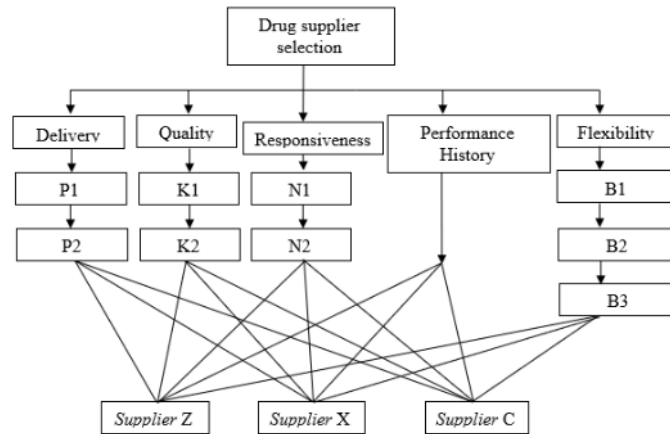 Drug supplier
selection
Delivery
Quality
Responsiveness
Performance
History
Flexibility
P1
K1
N1
B1
P2
K2
N2
B2
B3
Supplier Z
Supplier X
Supplier C